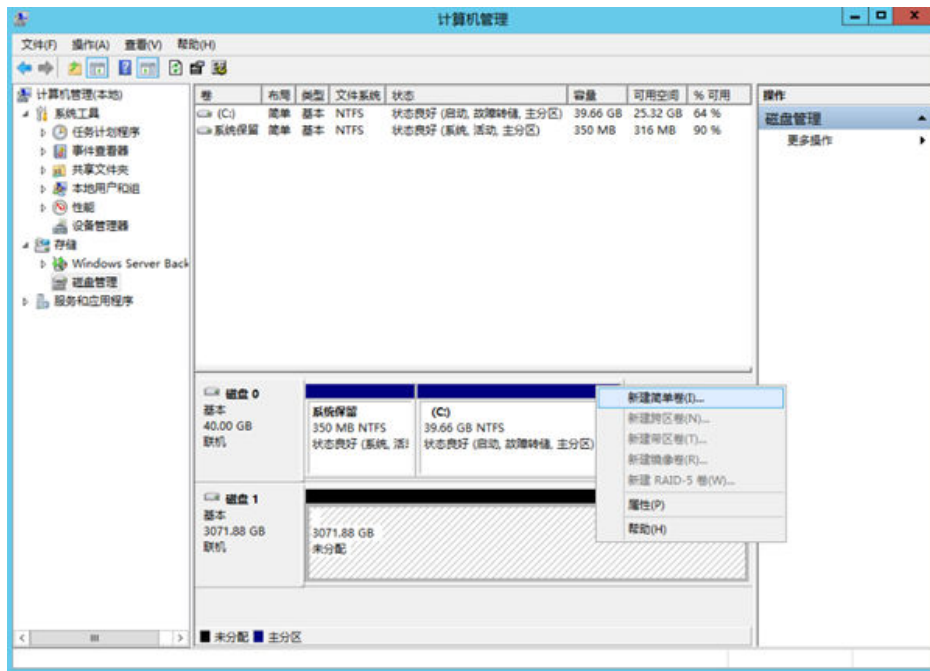 计算机管理
文件(F) 操作(A) 查看(V) 帮助(H)
计算机管理(本地)
系统工具
任务计划程序
事件查看器
共享文件夹
本地用户和组
性能
设备管理器
存储
Windows Server Back
磁盘管理
服务和应用程序
卷 布局 类型 文件系统 状态 容量 可用空间 % 可用
(C:) 简单 基本 NTFS 状态良好 (启动, 故障转储, 主分区) 39.66 GB 25.32 GB 64 %
系统保留 简单 基本 NTFS 状态良好 (系统, 活动, 主分区) 350 MB 316 MB 90 %
操作
磁盘管理
更多操作
磁盘 0
基本
40.00 GB
联机
系统保留
350 MB NTFS
状态良好 (系统, 活
(C:)
39.66 GB NTFS
状态良好 (启动, 故障转储, 主分区)
新建简单卷(I)...
新建跨区卷(N)...
新建带区卷(T)...
新建镜像卷(R)...
新建 RAID-5 卷(W)...
属性(P)
帮助(H)
磁盘 1
基本
3071.88 GB
联机
3071.88 GB
未分配
未分配 主分区